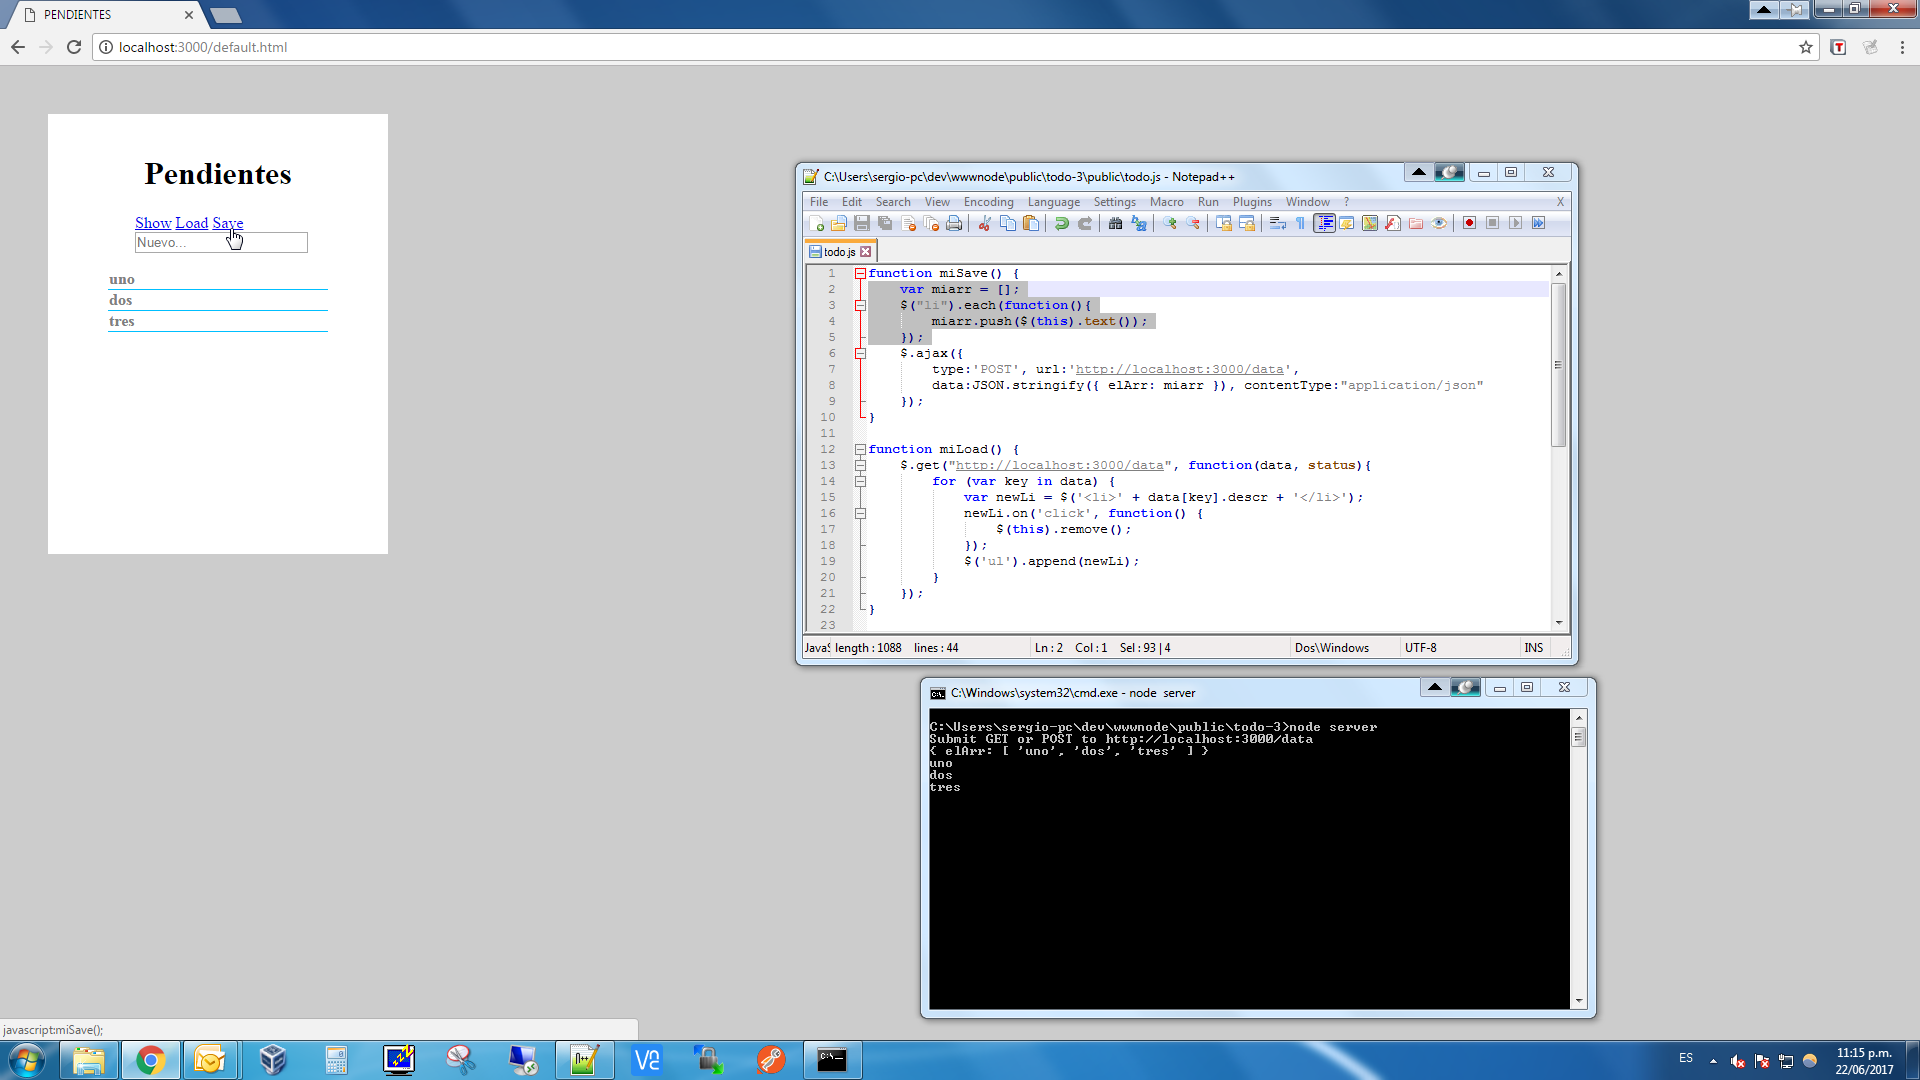 PENDIENTES
localhost:3000/default.html
Pendientes
Show Load Save
Nuevo...
uno
dos
tres
C:\Users\sergio-pc\dev\wwwnode\public\todo-3\public\todo.js - Notepad++
File Edit Search View Encoding Language Settings Macro Run Plugins Window ? X
todo.js
1 function miSave() {
2 var miarr = [];
3 $("li").each(function(){
4 miarr.push($(this).text());
5 });
6 $.ajax({
7 type:'POST', url:'http://localhost:3000/data',
8 data:JSON.stringify({ elArr: miarr }), contentType:"application/json"
9 });
10 }
11
12 function miLoad() {
13 $.get("http://localhost:3000/data", function(data, status){
14 for (var key in data) {
15 var newLi = $('<li>' + data[key].descr + '</li>');
16 newLi.on('click', function() {
17 $(this).remove();
18 });
19 $('ul').append(newLi);
20 }
21 });
22 }
23
JavaS length : 1088 lines : 44 Ln : 2 Col : 1 Sel : 93 | 4 Dos\Windows UTF-8 INS
C:\Windows\system32\cmd.exe - node server
C:\Users\sergio-pc\dev\wwwnode\public\todo-3>node server
Submit GET or POST to http://localhost:3000/data
{ elArr: [ 'uno', 'dos', 'tres' ] }
uno
dos
tres
javascript:miSave();
ES
11:15 p.m.
22/06/2017